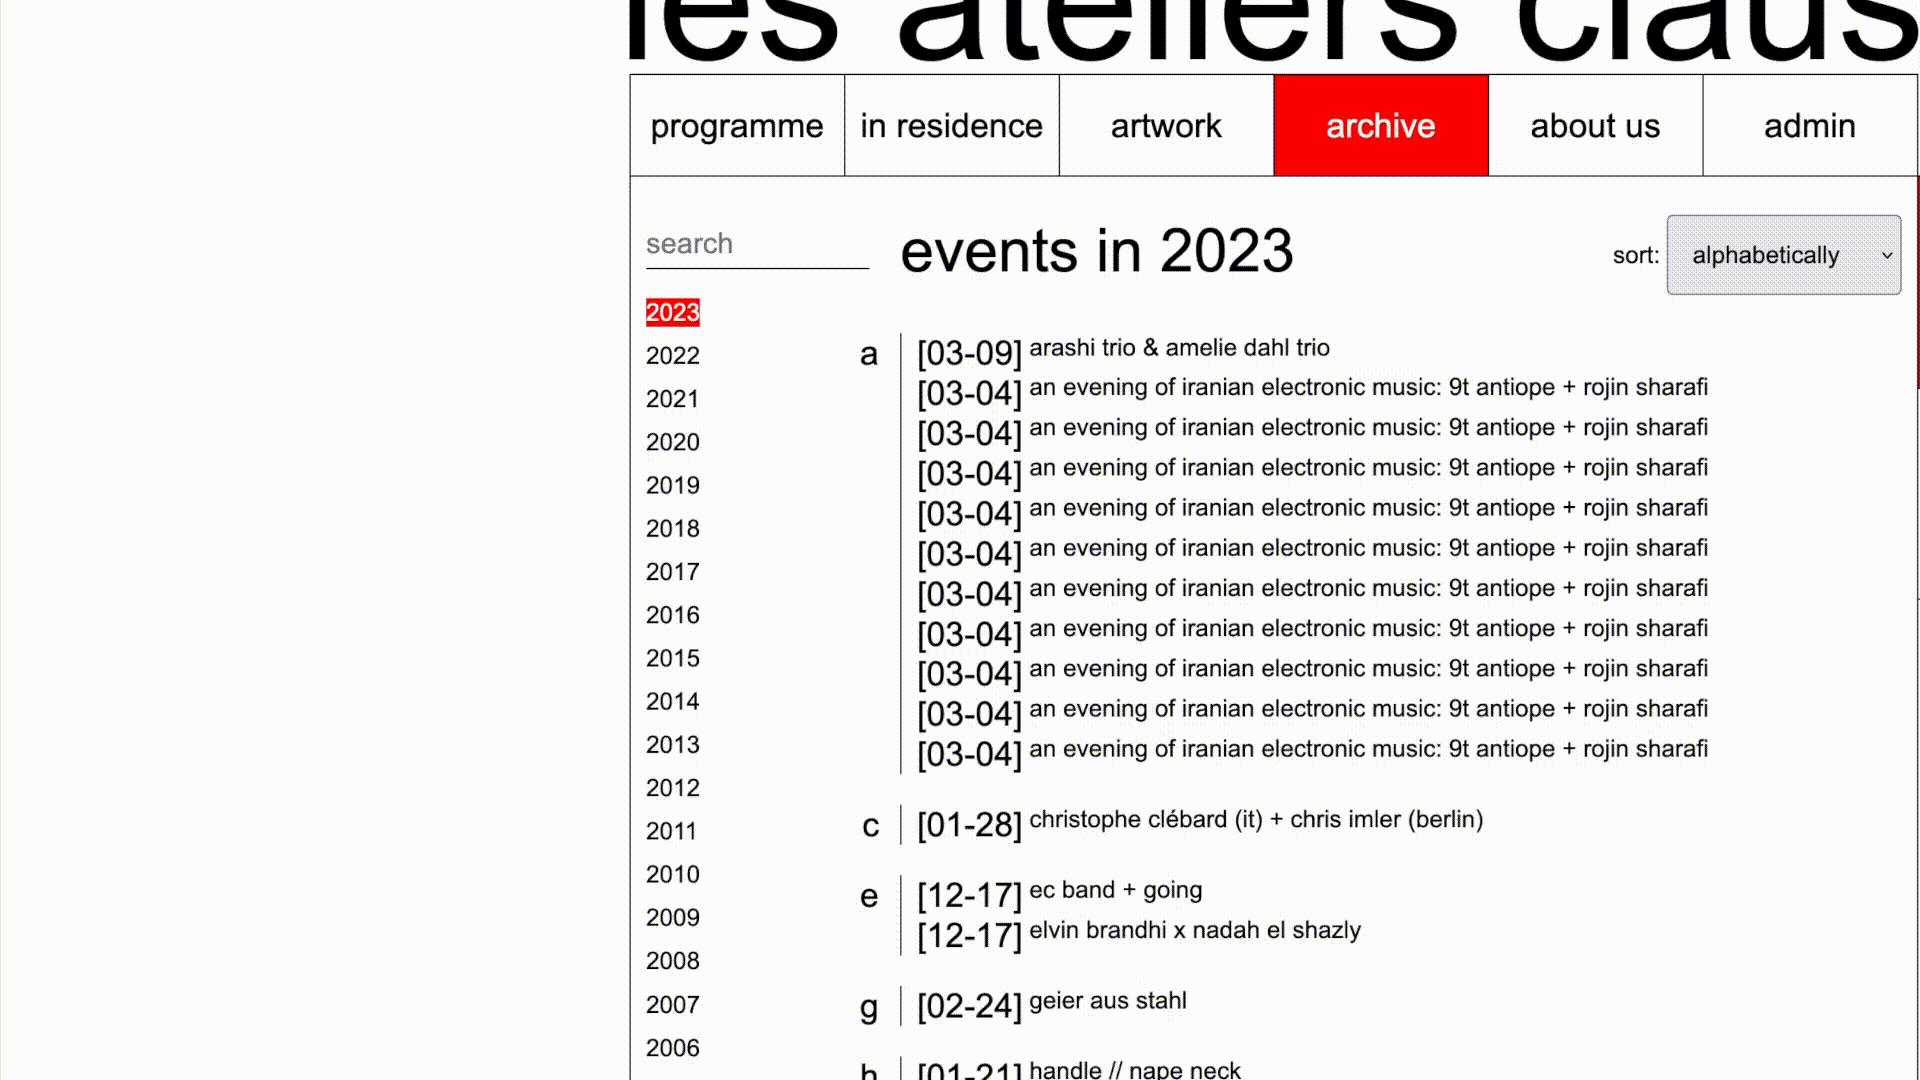 les ateliers claus
programme in residence artwork archive about us admin
search
events in 2023
sort: alphabetically
2023
2022
2021
2020
2019
2018
2017
2016
2015
2014
2013
2012
2011
2010
2009
2008
2007
2006
a
[03-09] arashi trio & amelie dahl trio
[03-04] an evening of iranian electronic music: 9t antiope + rojin sharafi
[03-04] an evening of iranian electronic music: 9t antiope + rojin sharafi
[03-04] an evening of iranian electronic music: 9t antiope + rojin sharafi
[03-04] an evening of iranian electronic music: 9t antiope + rojin sharafi
[03-04] an evening of iranian electronic music: 9t antiope + rojin sharafi
[03-04] an evening of iranian electronic music: 9t antiope + rojin sharafi
[03-04] an evening of iranian electronic music: 9t antiope + rojin sharafi
[03-04] an evening of iranian electronic music: 9t antiope + rojin sharafi
[03-04] an evening of iranian electronic music: 9t antiope + rojin sharafi
[03-04] an evening of iranian electronic music: 9t antiope + rojin sharafi
c
[01-28] christophe clébard (it) + chris imler (berlin)
e
[12-17] ec band + going
[12-17] elvin brandhi x nadah el shazly
g
[02-24] geier aus stahl
h
[01-21] handle // nape neck